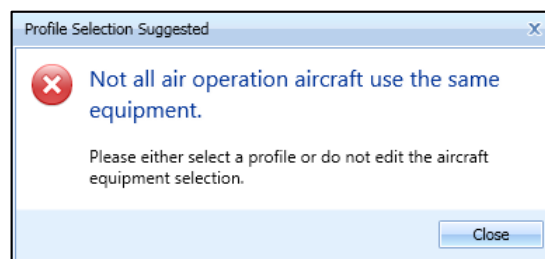 Profile Selection Suggested
Not all air operation aircraft use the same
equipment.
Please either select a profile or do not edit the aircraft
equipment selection.
Close